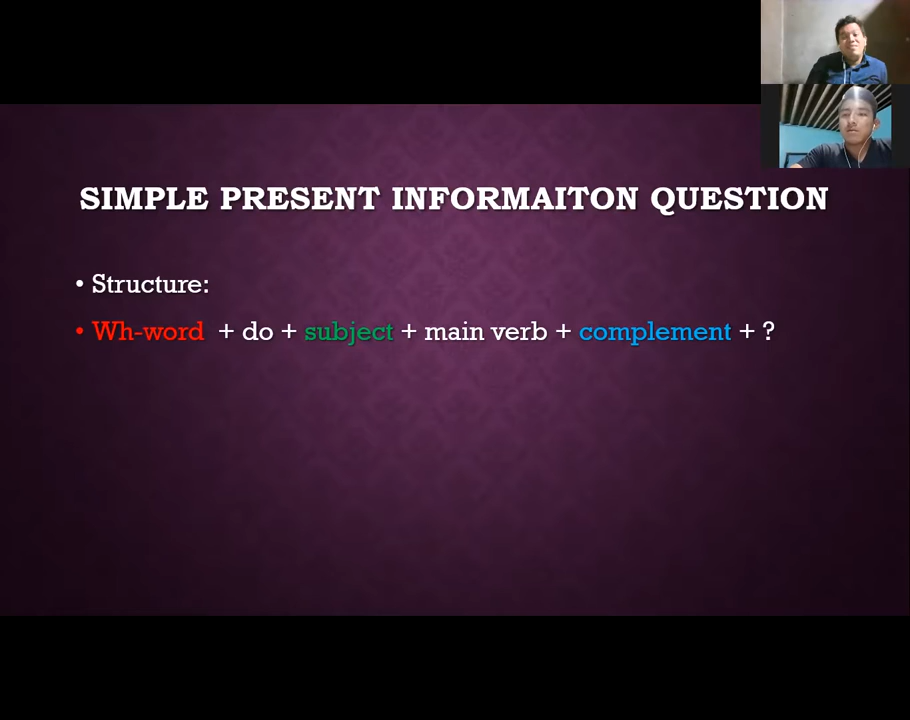 SIMPLE PRESENT INFORMAITON QUESTION
• Structure:
• Wh-word + do + subject + main verb + complement + ?